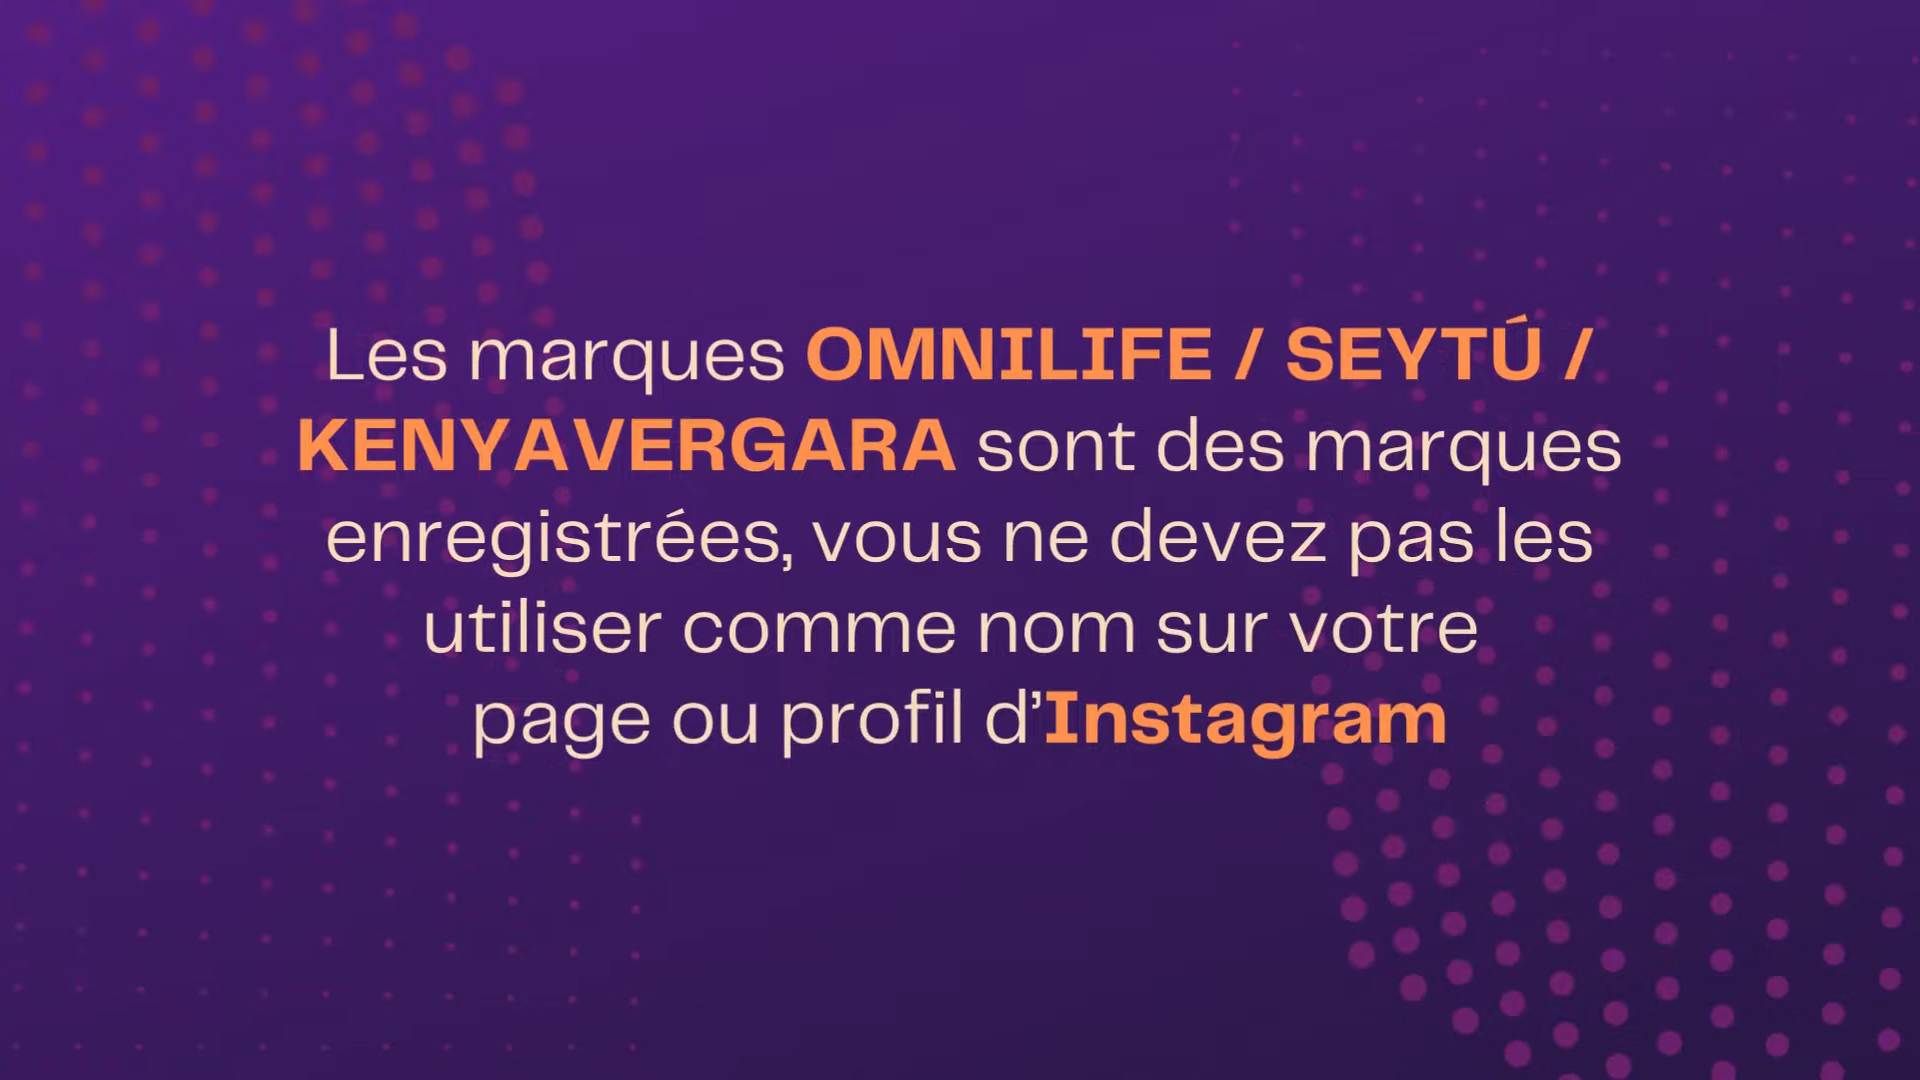 Les marques OMNILIFE / SEYTÚ /
KENYAVERGARA sont des marques
enregistrées, vous ne devez pas les
utiliser comme nom sur votre
page ou profil d’Instagram